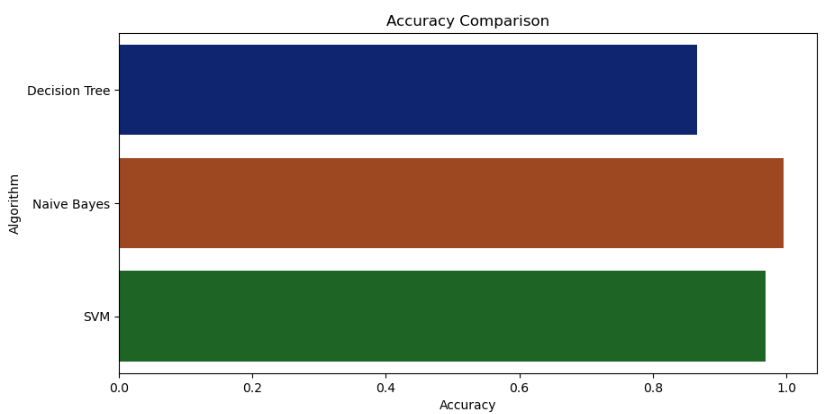 Accuracy Comparison
Decision Tree
Naive Bayes
SVM
Algorithm
0.0 0.2 0.4 0.6 0.8 1.0
Accuracy